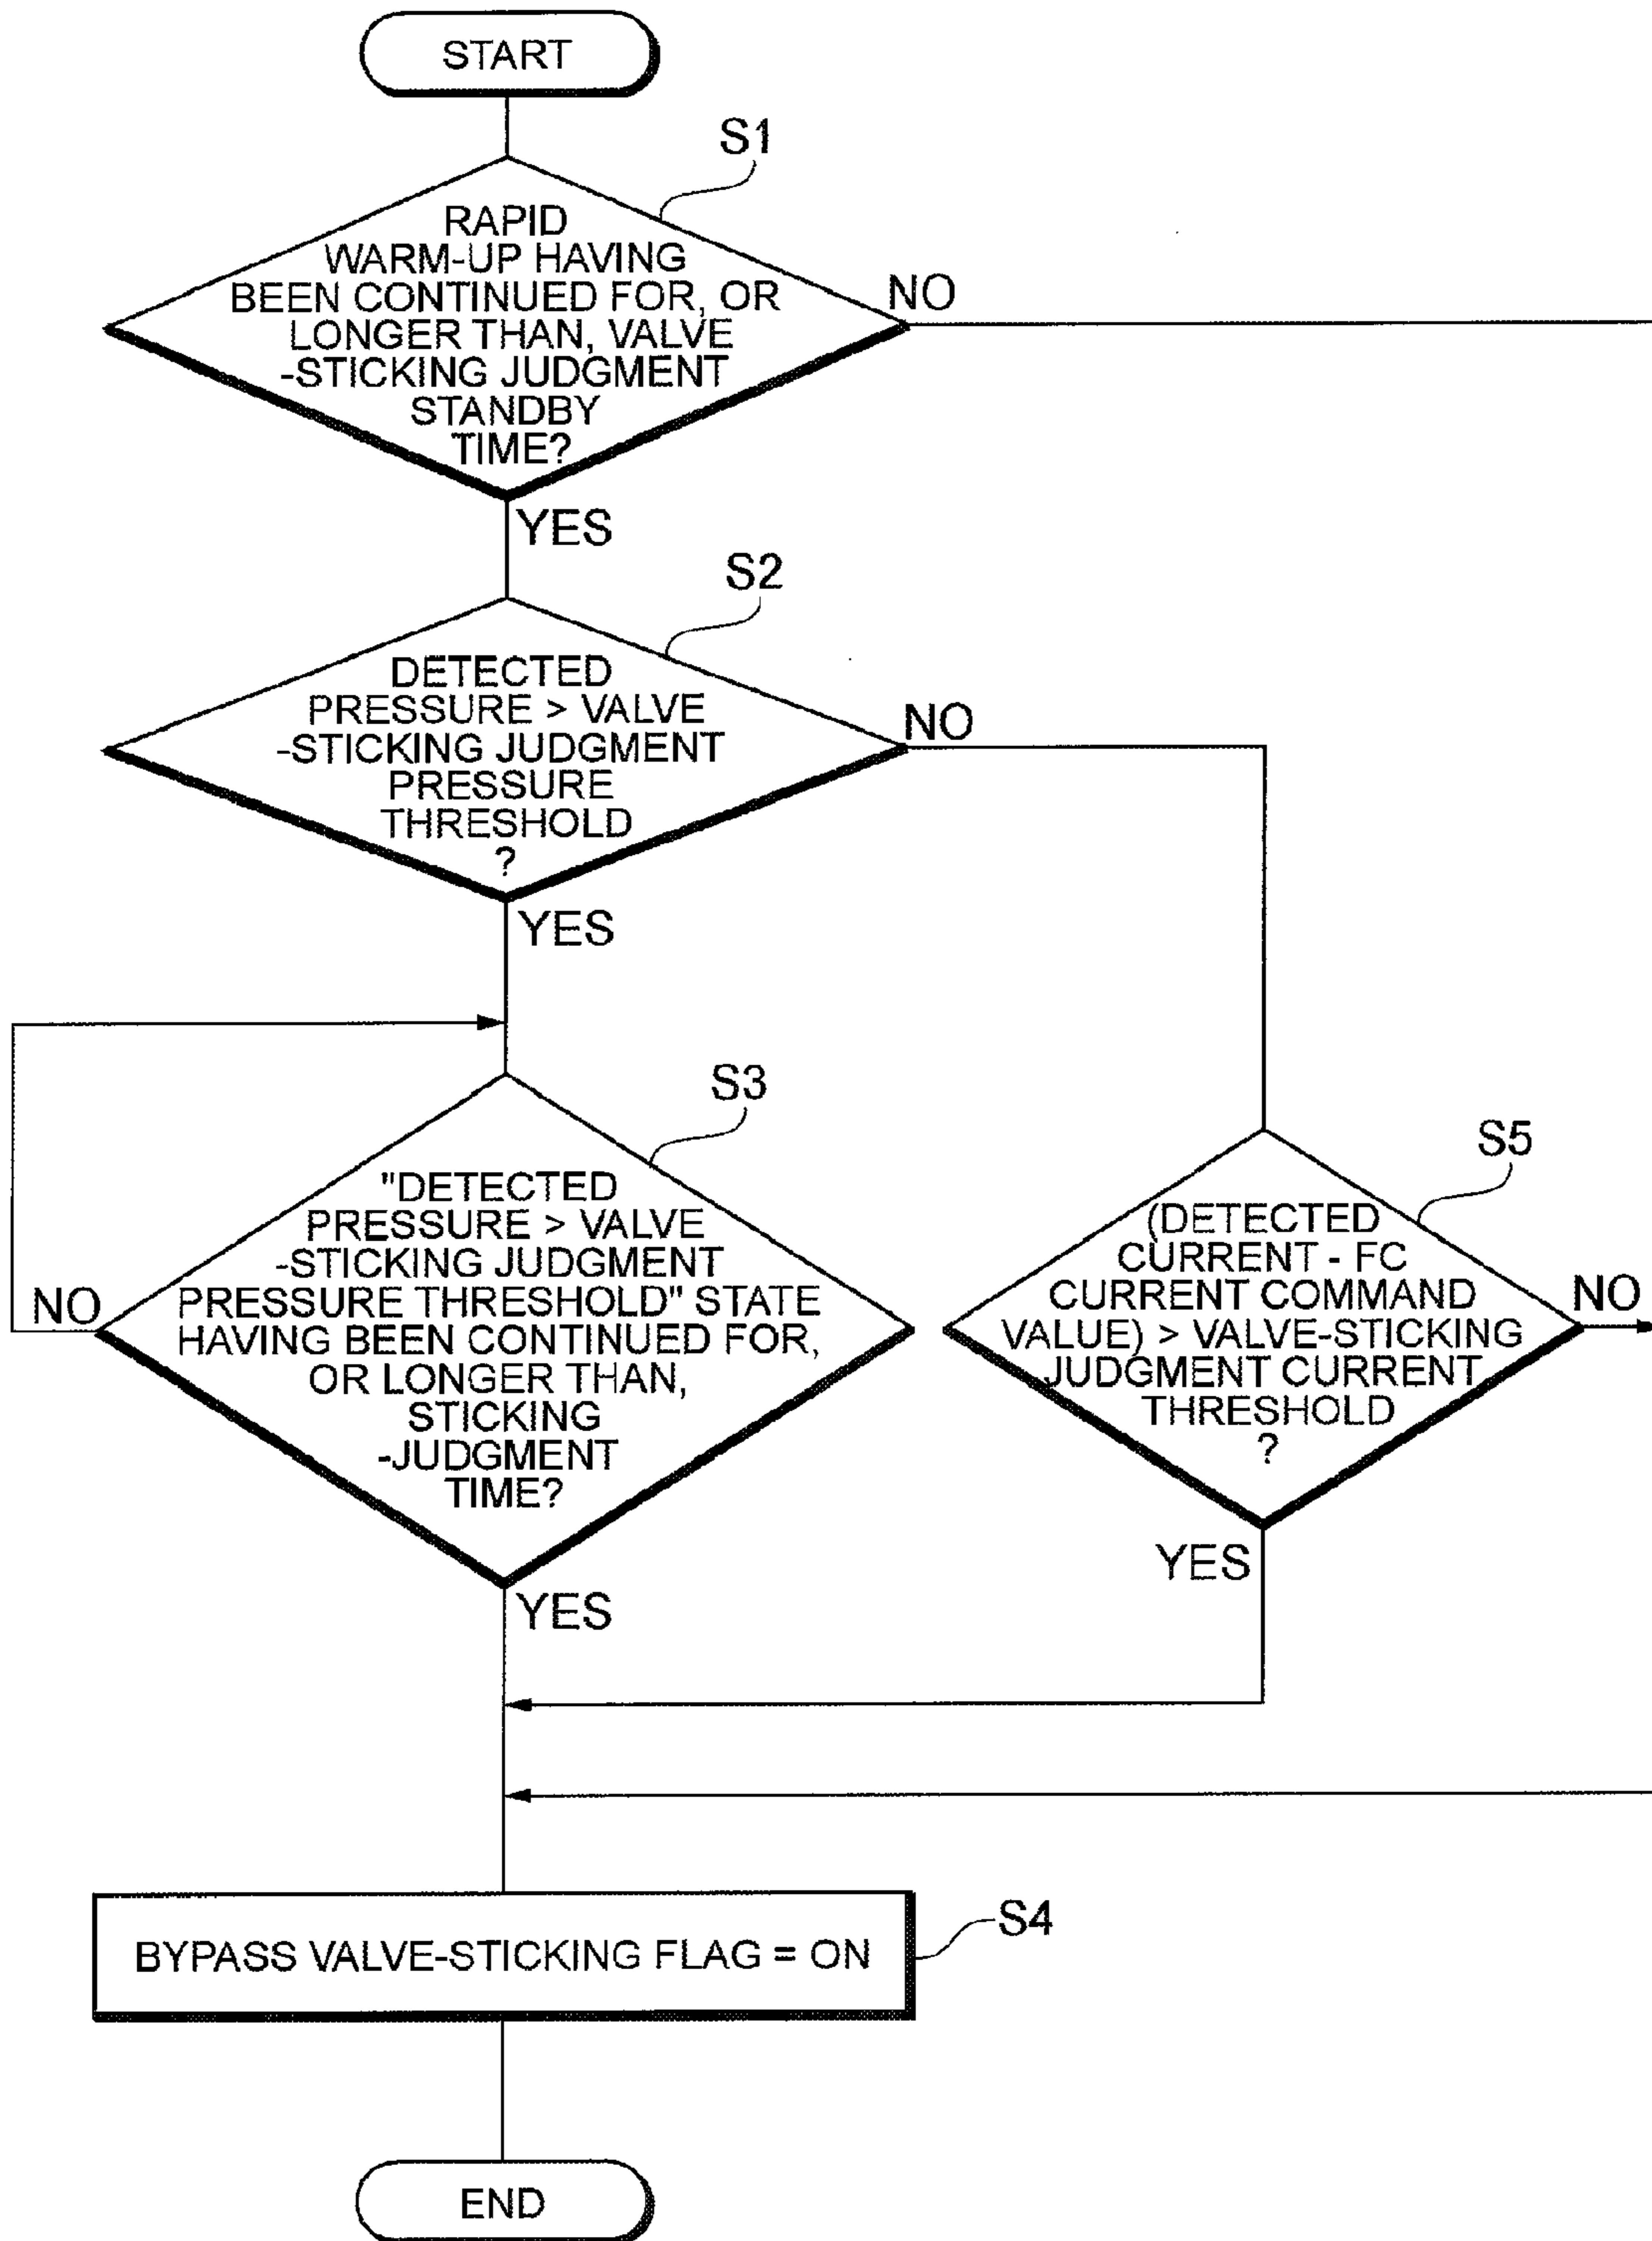 START
S1
RAPID
WARM-UP HAVING
BEEN CONTINUED FOR, OR
LONGER THAN, VALVE
-STICKING JUDGMENT
STANDBY
TIME?
NO
YES
S2
DETECTED
PRESSURE > VALVE
-STICKING JUDGMENT
PRESSURE
THRESHOLD
?
NO
YES
S3
"DETECTED
PRESSURE > VALVE
-STICKING JUDGMENT
PRESSURE THRESHOLD" STATE
HAVING BEEN CONTINUED FOR,
OR LONGER THAN,
STICKING
-JUDGMENT
TIME?
NO
YES
S5
(DETECTED
CURRENT - FC
CURRENT COMMAND
VALUE) > VALVE-STICKING
JUDGMENT CURRENT
THRESHOLD
?
NO
YES
S4
BYPASS VALVE-STICKING FLAG = ON
END